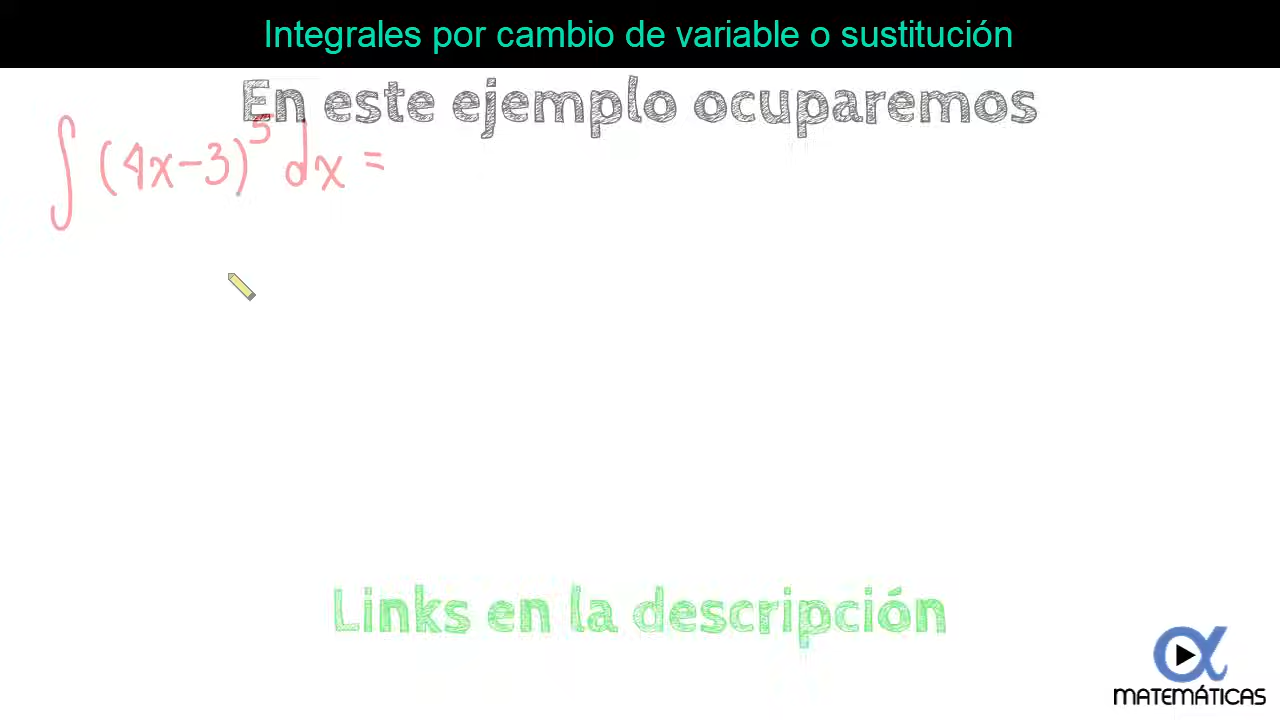 Integrales por cambio de variable o sustitución
En este ejemplo ocuparemos
∫ (4x-3)^5 dx =
Links en la descripción
MATEMÁTICAS